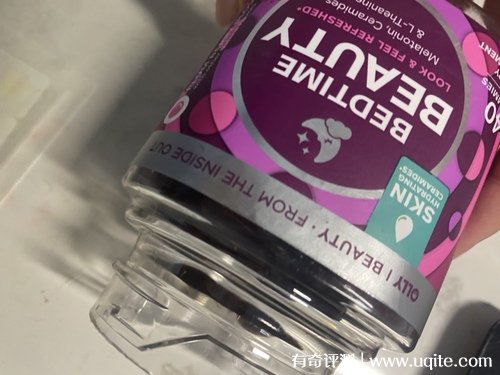 Melatonin, Ceramides
& L-Theanine
LOOK & FEEL REFRESHED*
BEAUTY
BEDTIME
SKIN
HYDRATING
CERAMIDES*
OLLY | BEAUTY · FROM THE INSIDE OUT
有奇评测 | www.uqite.com